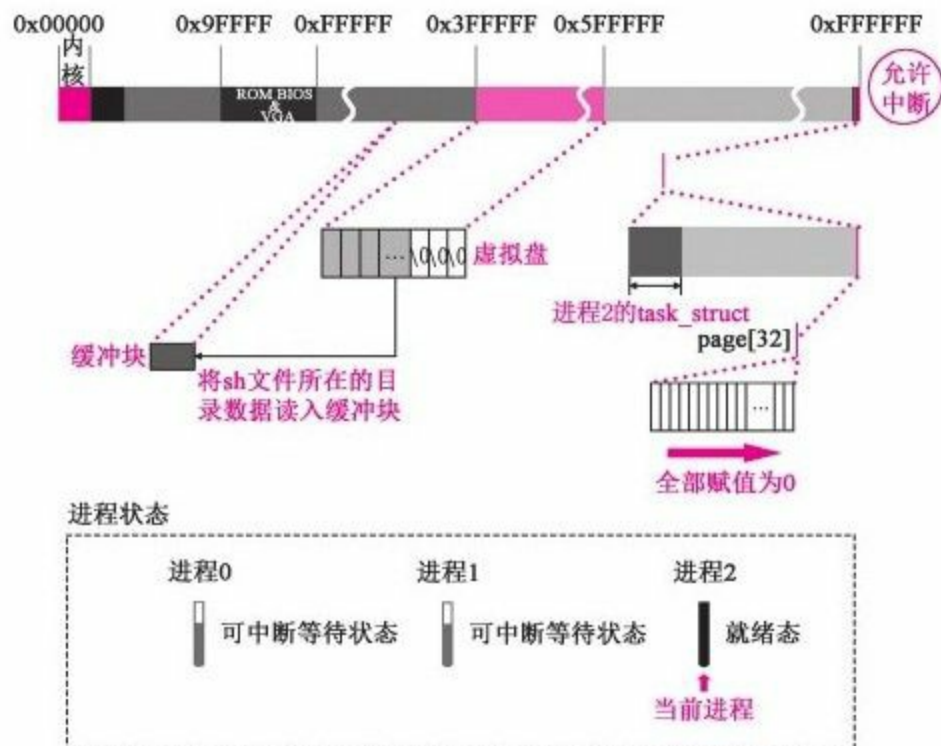 0x00000 0x9FFFF 0xFFFFF 0x3FFFFF 0x5FFFFF 0xFFFFFF
内
核
ROM BIOS
&
VGA
允许
中断
... \0\0\0 虚拟盘
进程2的task_struct
page[32]
缓冲块
将sh文件所在的目
录数据读入缓冲块
...
全部赋值为0
进程状态
进程0 进程1 进程2
可中断等待状态 可中断等待状态 就绪态
当前进程